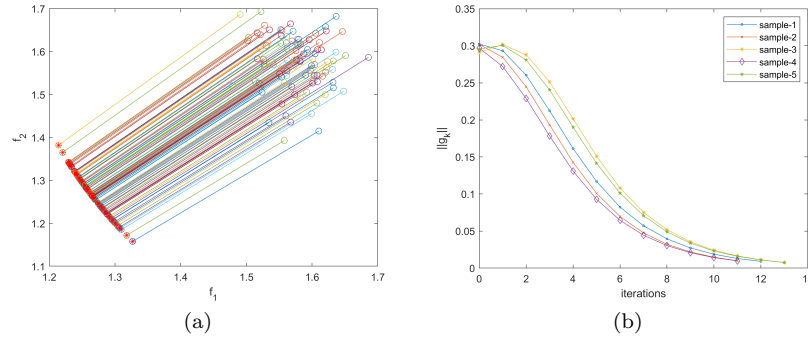 1.7
1.6
1.5
1.4
1.3
1.2
1.1
f2
1.2 1.3 1.4 1.5 1.6 1.7
f1
(a)
0.35
0.3
0.25
0.2
0.15
0.1
0.05
0
||gk||
0 2 4 6 8 10 12 1
iterations
sample-1
sample-2
sample-3
sample-4
sample-5
(b)